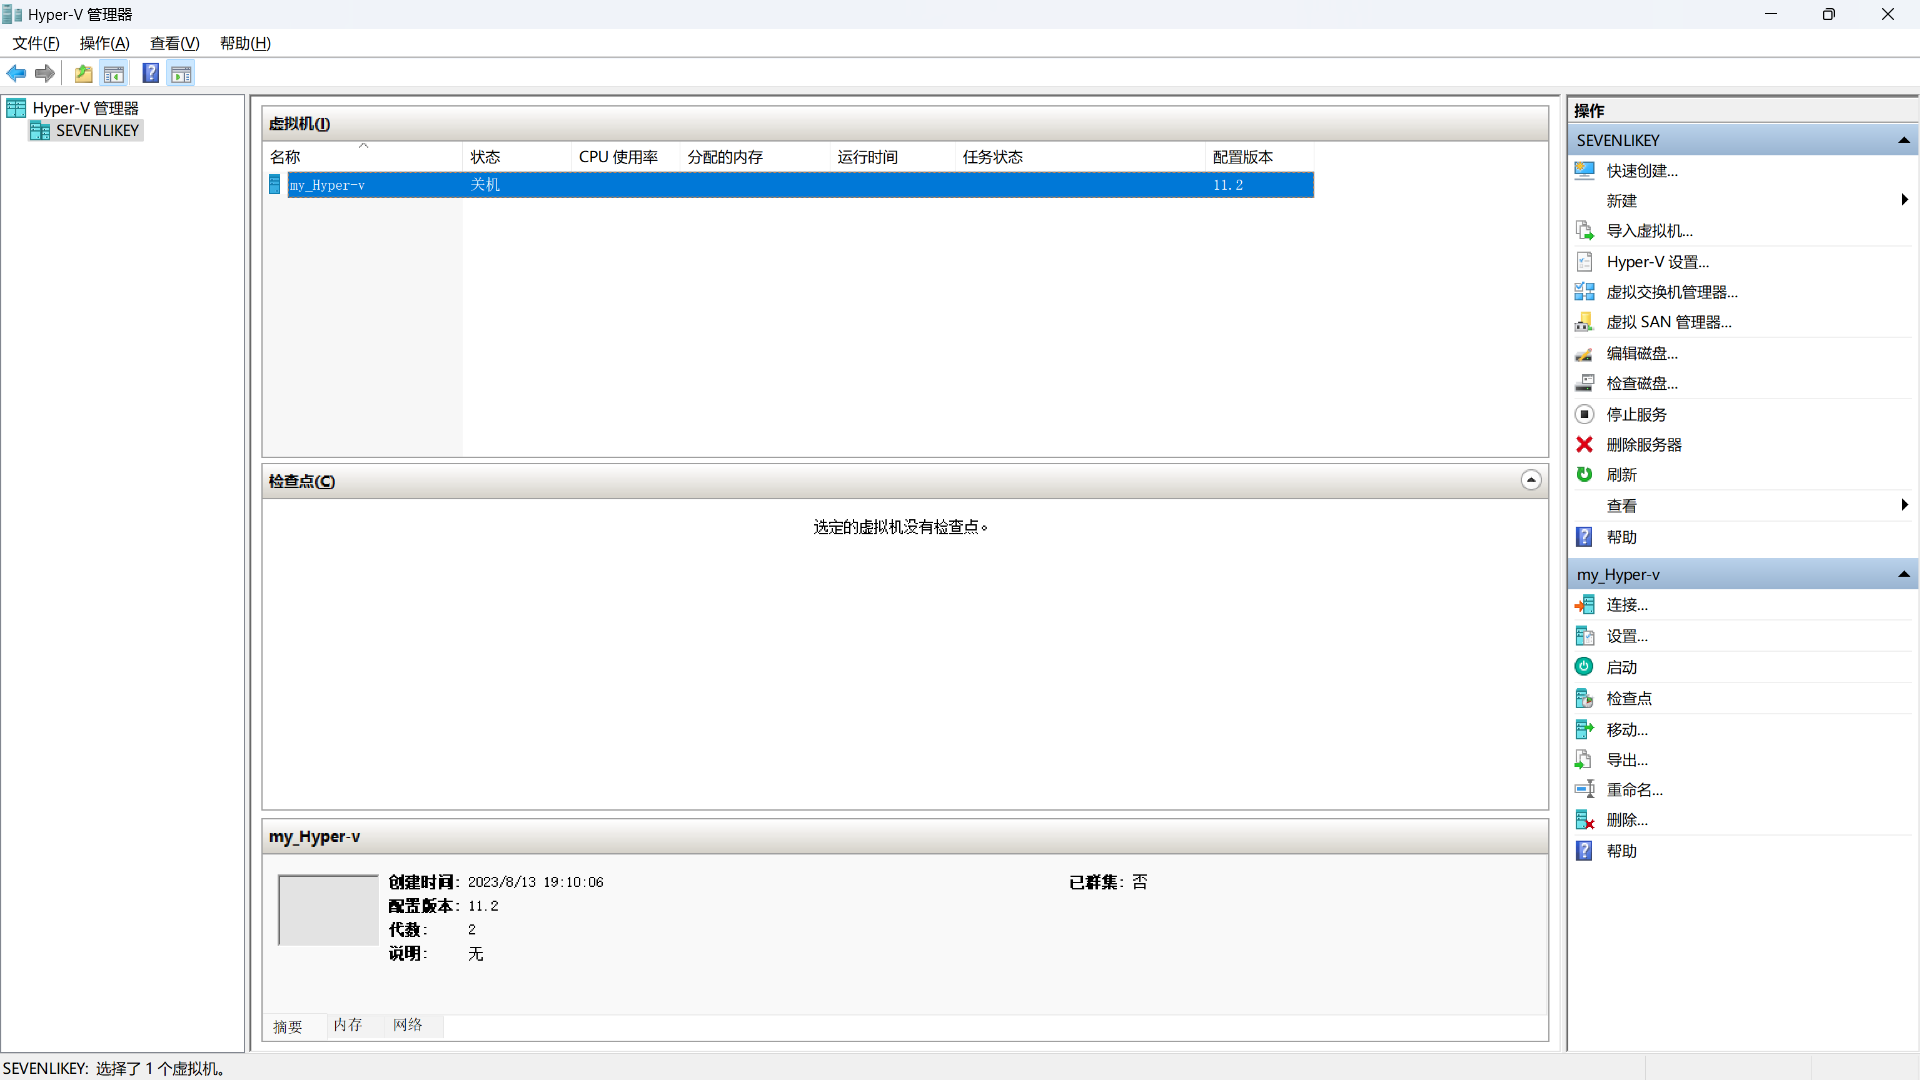 Hyper-V 管理器
文件(F) 操作(A) 查看(V) 帮助(H)
Hyper-V 管理器
SEVENLIKEY
虚拟机(I)
名称 状态 CPU 使用率 分配的内存 运行时间 任务状态 配置版本
my_Hyper-v 关机 11.2
检查点(C)
选定的虚拟机没有检查点。
my_Hyper-v
创建时间: 2023/8/13 19:10:06 已群集: 否
配置版本: 11.2
代数: 2
说明: 无
摘要 内存 网络
操作
SEVENLIKEY
快速创建...
新建
导入虚拟机...
Hyper-V 设置...
虚拟交换机管理器...
虚拟 SAN 管理器...
编辑磁盘...
检查磁盘...
停止服务
删除服务器
刷新
查看
帮助
my_Hyper-v
连接...
设置...
启动
检查点
移动...
导出...
重命名...
删除...
帮助
SEVENLIKEY: 选择了 1 个虚拟机。